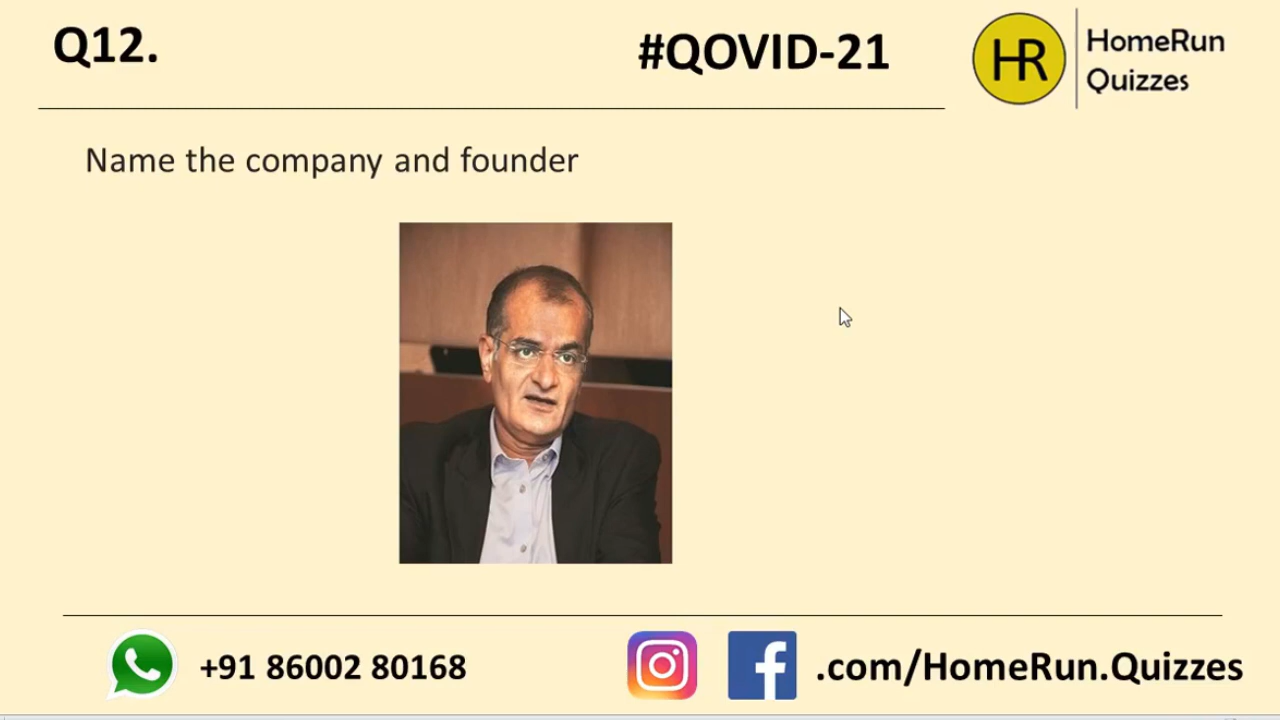 Q12.
#QOVID-21
HR
HomeRun
Quizzes
Name the company and founder
+91 86002 80168
.com/HomeRun.Quizzes